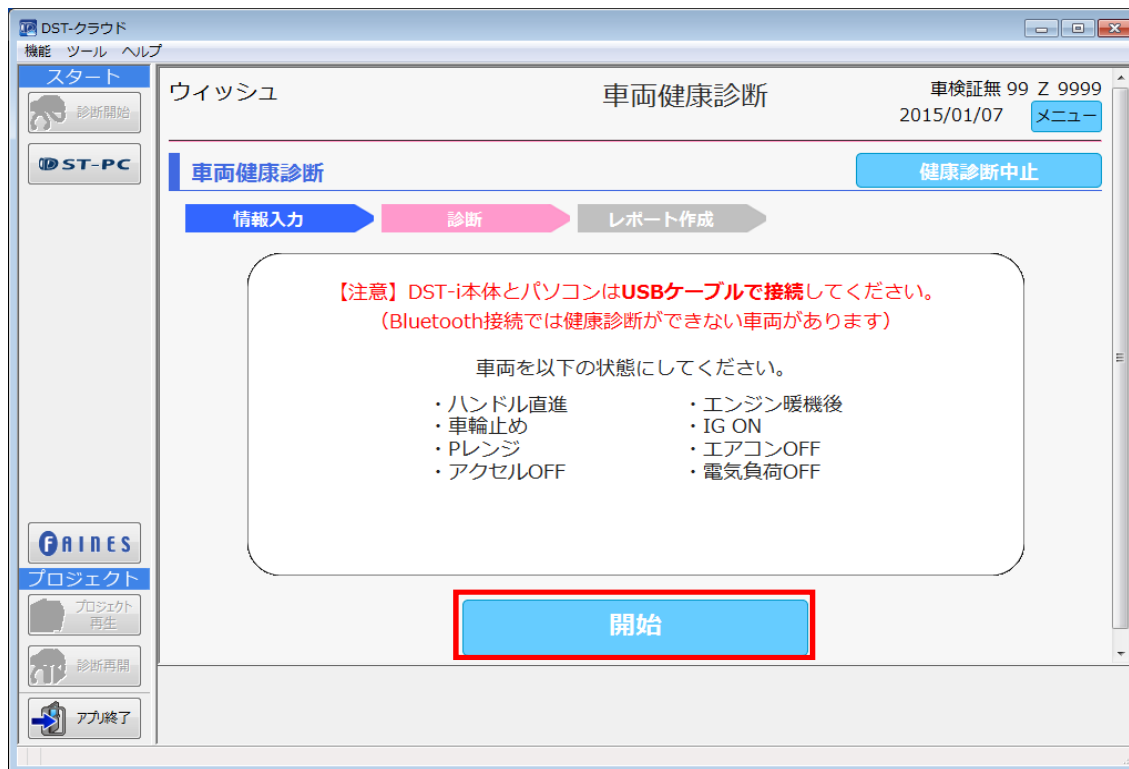 DST-クラウド
機能 ツール ヘルプ
スタート
診断開始
DST-PC
FAINES
プロジェクト
プロジェクト
再生
診断再開
アプリ終了
ウィッシュ
車両健康診断
車検証無 99 Z 9999
2015/01/07
メニュー
車両健康診断
健康診断中止
情報入力
診断
レポート作成
【注意】DST-i本体とパソコンはUSBケーブルで接続してください。
（Bluetooth接続では健康診断ができない車両があります）
車両を以下の状態にしてください。
・ハンドル直進
・車輪止め
・Pレンジ
・アクセルOFF
・エンジン暖機後
・IG ON
・エアコンOFF
・電気負荷OFF
開始